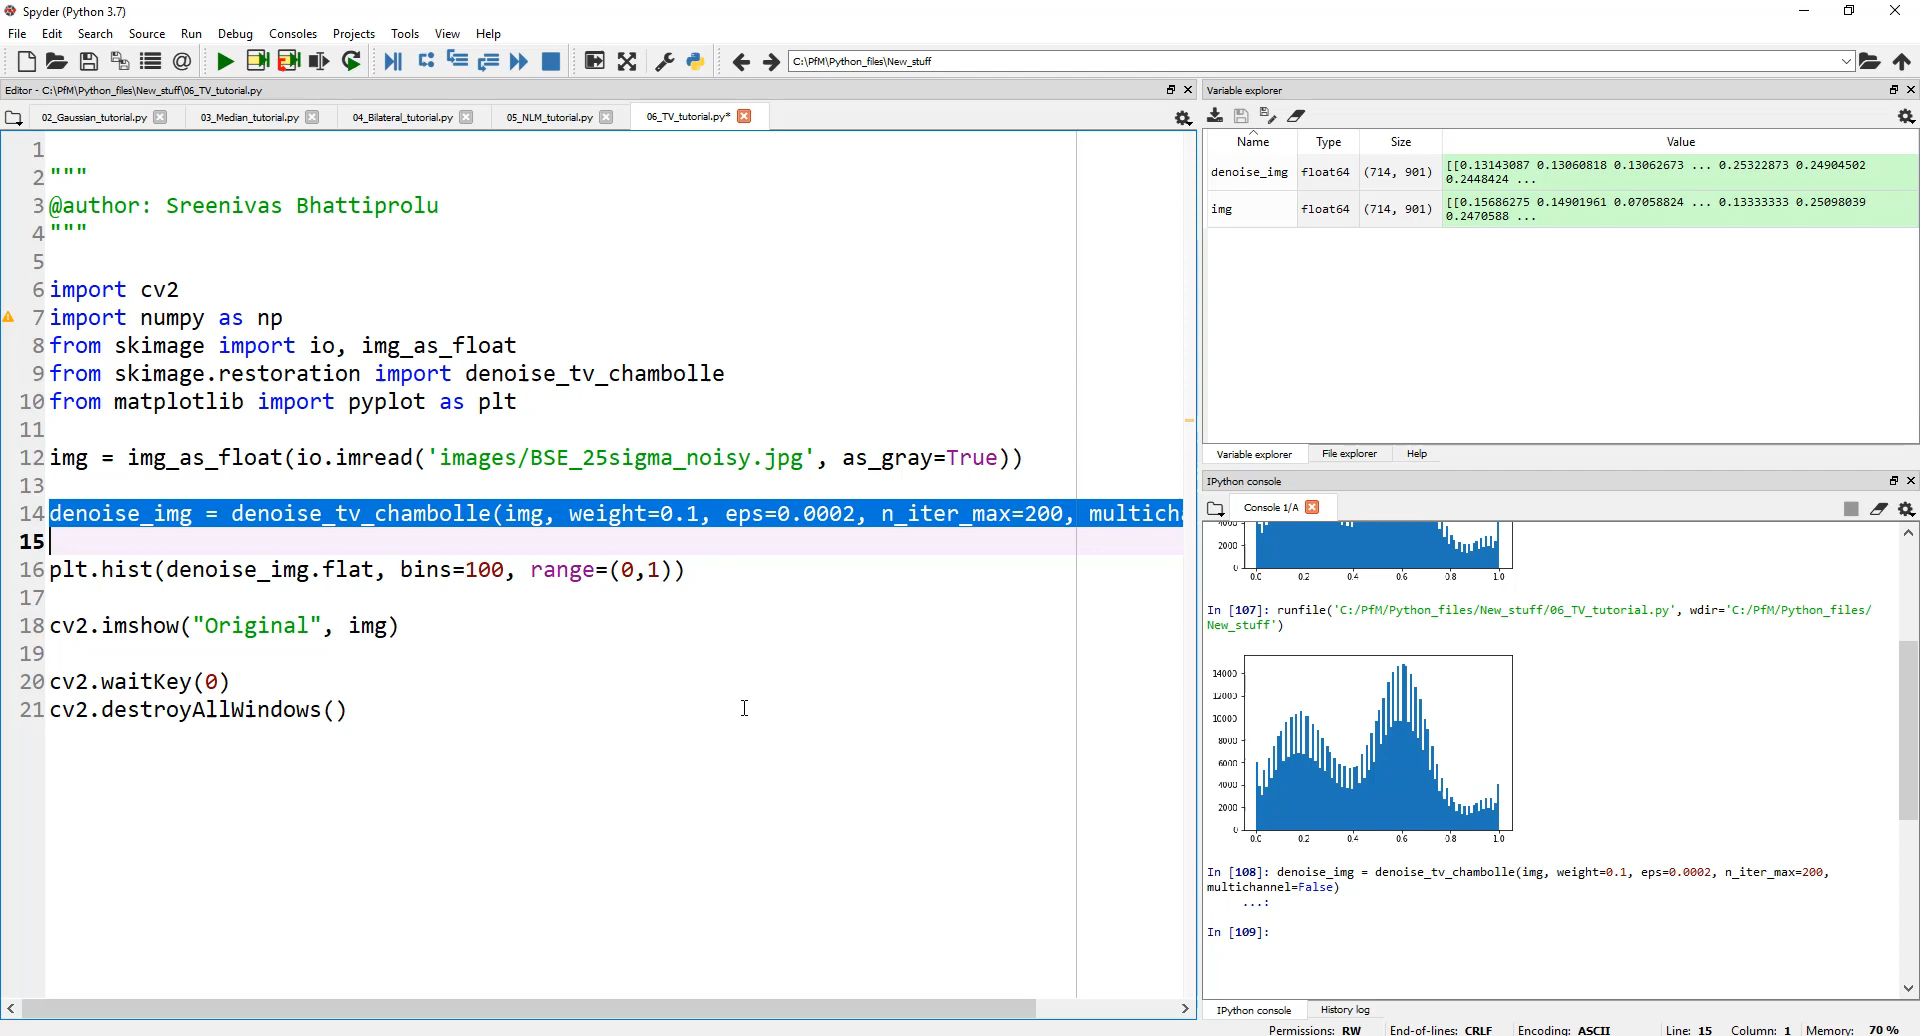 Spyder (Python 3.7)
File Edit Search Source Run Debug Consoles Projects Tools View Help
C:\PfM\Python_files\New_stuff
Editor - C:\PfM\Python_files\New_stuff\06_TV_tutorial.py
02_Gaussian_tutorial.py 03_Median_tutorial.py 04_Bilateral_tutorial.py 05_NLM_tutorial.py 06_TV_tutorial.py*
1
2 """
3 @author: Sreenivas Bhattiprolu
4 """
5
6 import cv2
7 import numpy as np
8 from skimage import io, img_as_float
9 from skimage.restoration import denoise_tv_chambolle
10 from matplotlib import pyplot as plt
11
12 img = img_as_float(io.imread('images/BSE_25sigma_noisy.jpg', as_gray=True))
13
14 denoise_img = denoise_tv_chambolle(img, weight=0.1, eps=0.0002, n_iter_max=200, multich
15
16 plt.hist(denoise_img.flat, bins=100, range=(0,1))
17
18 cv2.imshow("Original", img)
19
20 cv2.waitKey(0)
21 cv2.destroyAllWindows()
Variable explorer
Name Type Size Value
denoise_img float64 (714, 901) [[0.13143087 0.13060818 0.13062673 ... 0.25322873 0.24904502
0.2448424 ...
img float64 (714, 901) [[0.15686275 0.14901961 0.07058824 ... 0.13333333 0.25098039
0.2470588 ...
Variable explorer File explorer Help
IPython console
Console 1/A
4000
2000
0
0.0 0.2 0.4 0.6 0.8 1.0
In [107]: runfile('C:/PfM/Python_files/New_stuff/06_TV_tutorial.py', wdir='C:/PfM/Python_files/
New_stuff')
14000
12000
10000
8000
6000
4000
2000
0
0.0 0.2 0.4 0.6 0.8 1.0
In [108]: denoise_img = denoise_tv_chambolle(img, weight=0.1, eps=0.0002, n_iter_max=200,
multichannel=False)
...:
In [109]:
IPython console History log
Permissions: RW End-of-lines: CRLF Encoding: ASCII Line: 15 Column: 1 Memory: 70 %